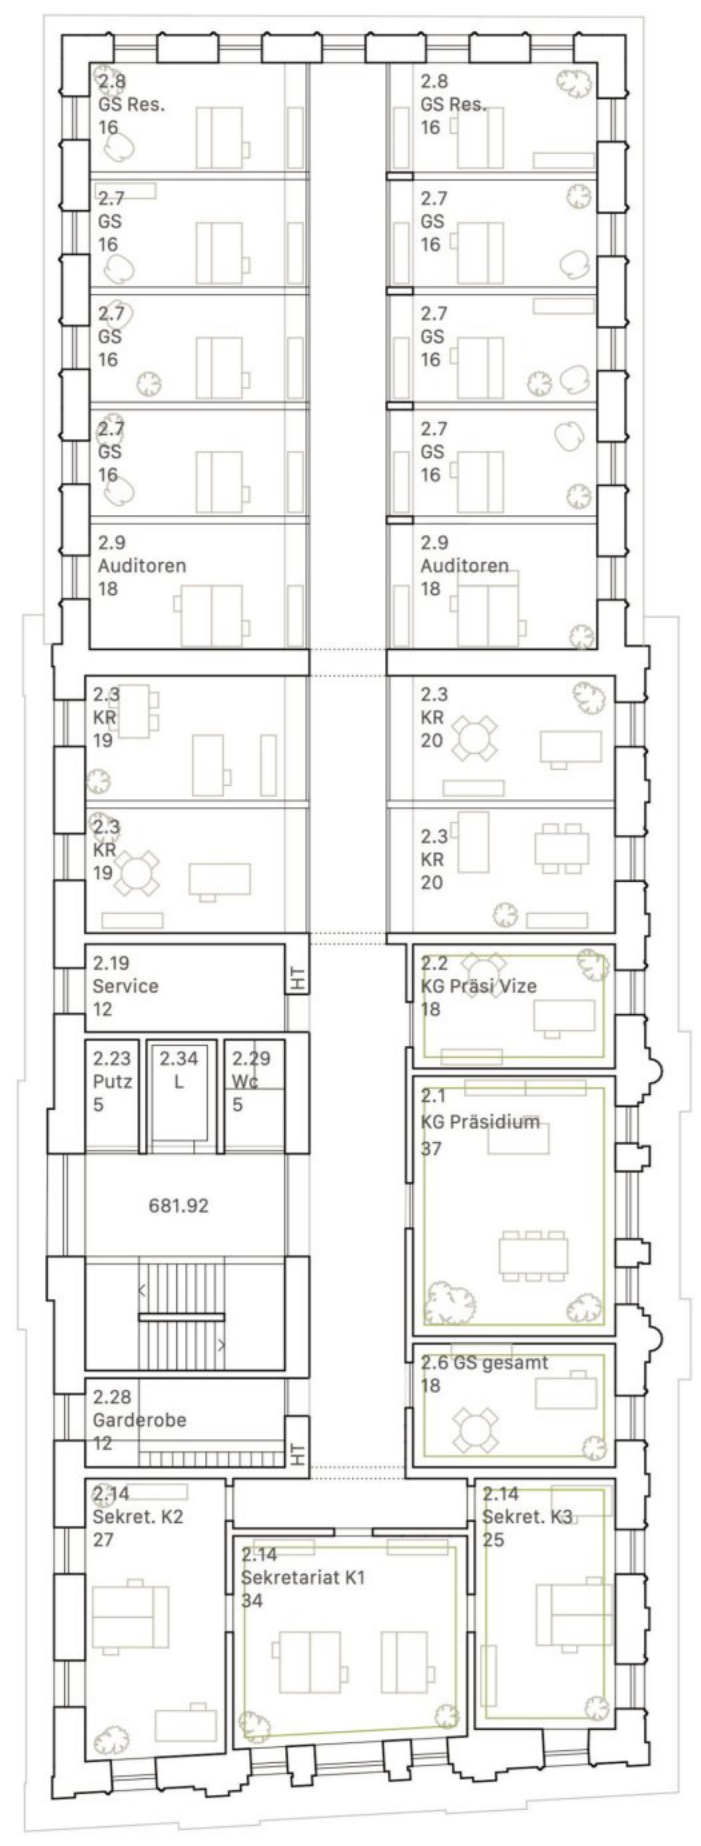 2.8
GS Res.
16
2.8
GS Res.
16
2.7
GS
16
2.7
GS
16
2.7
GS
16
2.7
GS
16
2.7
GS
16
2.7
GS
16
2.9
Auditoren
18
2.9
Auditoren
18
2.3
KR
19
2.3
KR
20
2.3
KR
19
2.3
KR
20
2.19
Service
12
HT
2.2
KG Präsi Vize
18
2.23
Putz
5
2.34
L
2.29
Wc
5
2.1
KG Präsidium
37
681.92
2.6 GS gesamt
18
2.28
Garderobe
12
HT
2.14
Sekret. K2
27
2.14
Sekretariat K1
34
2.14
Sekret. K3
25